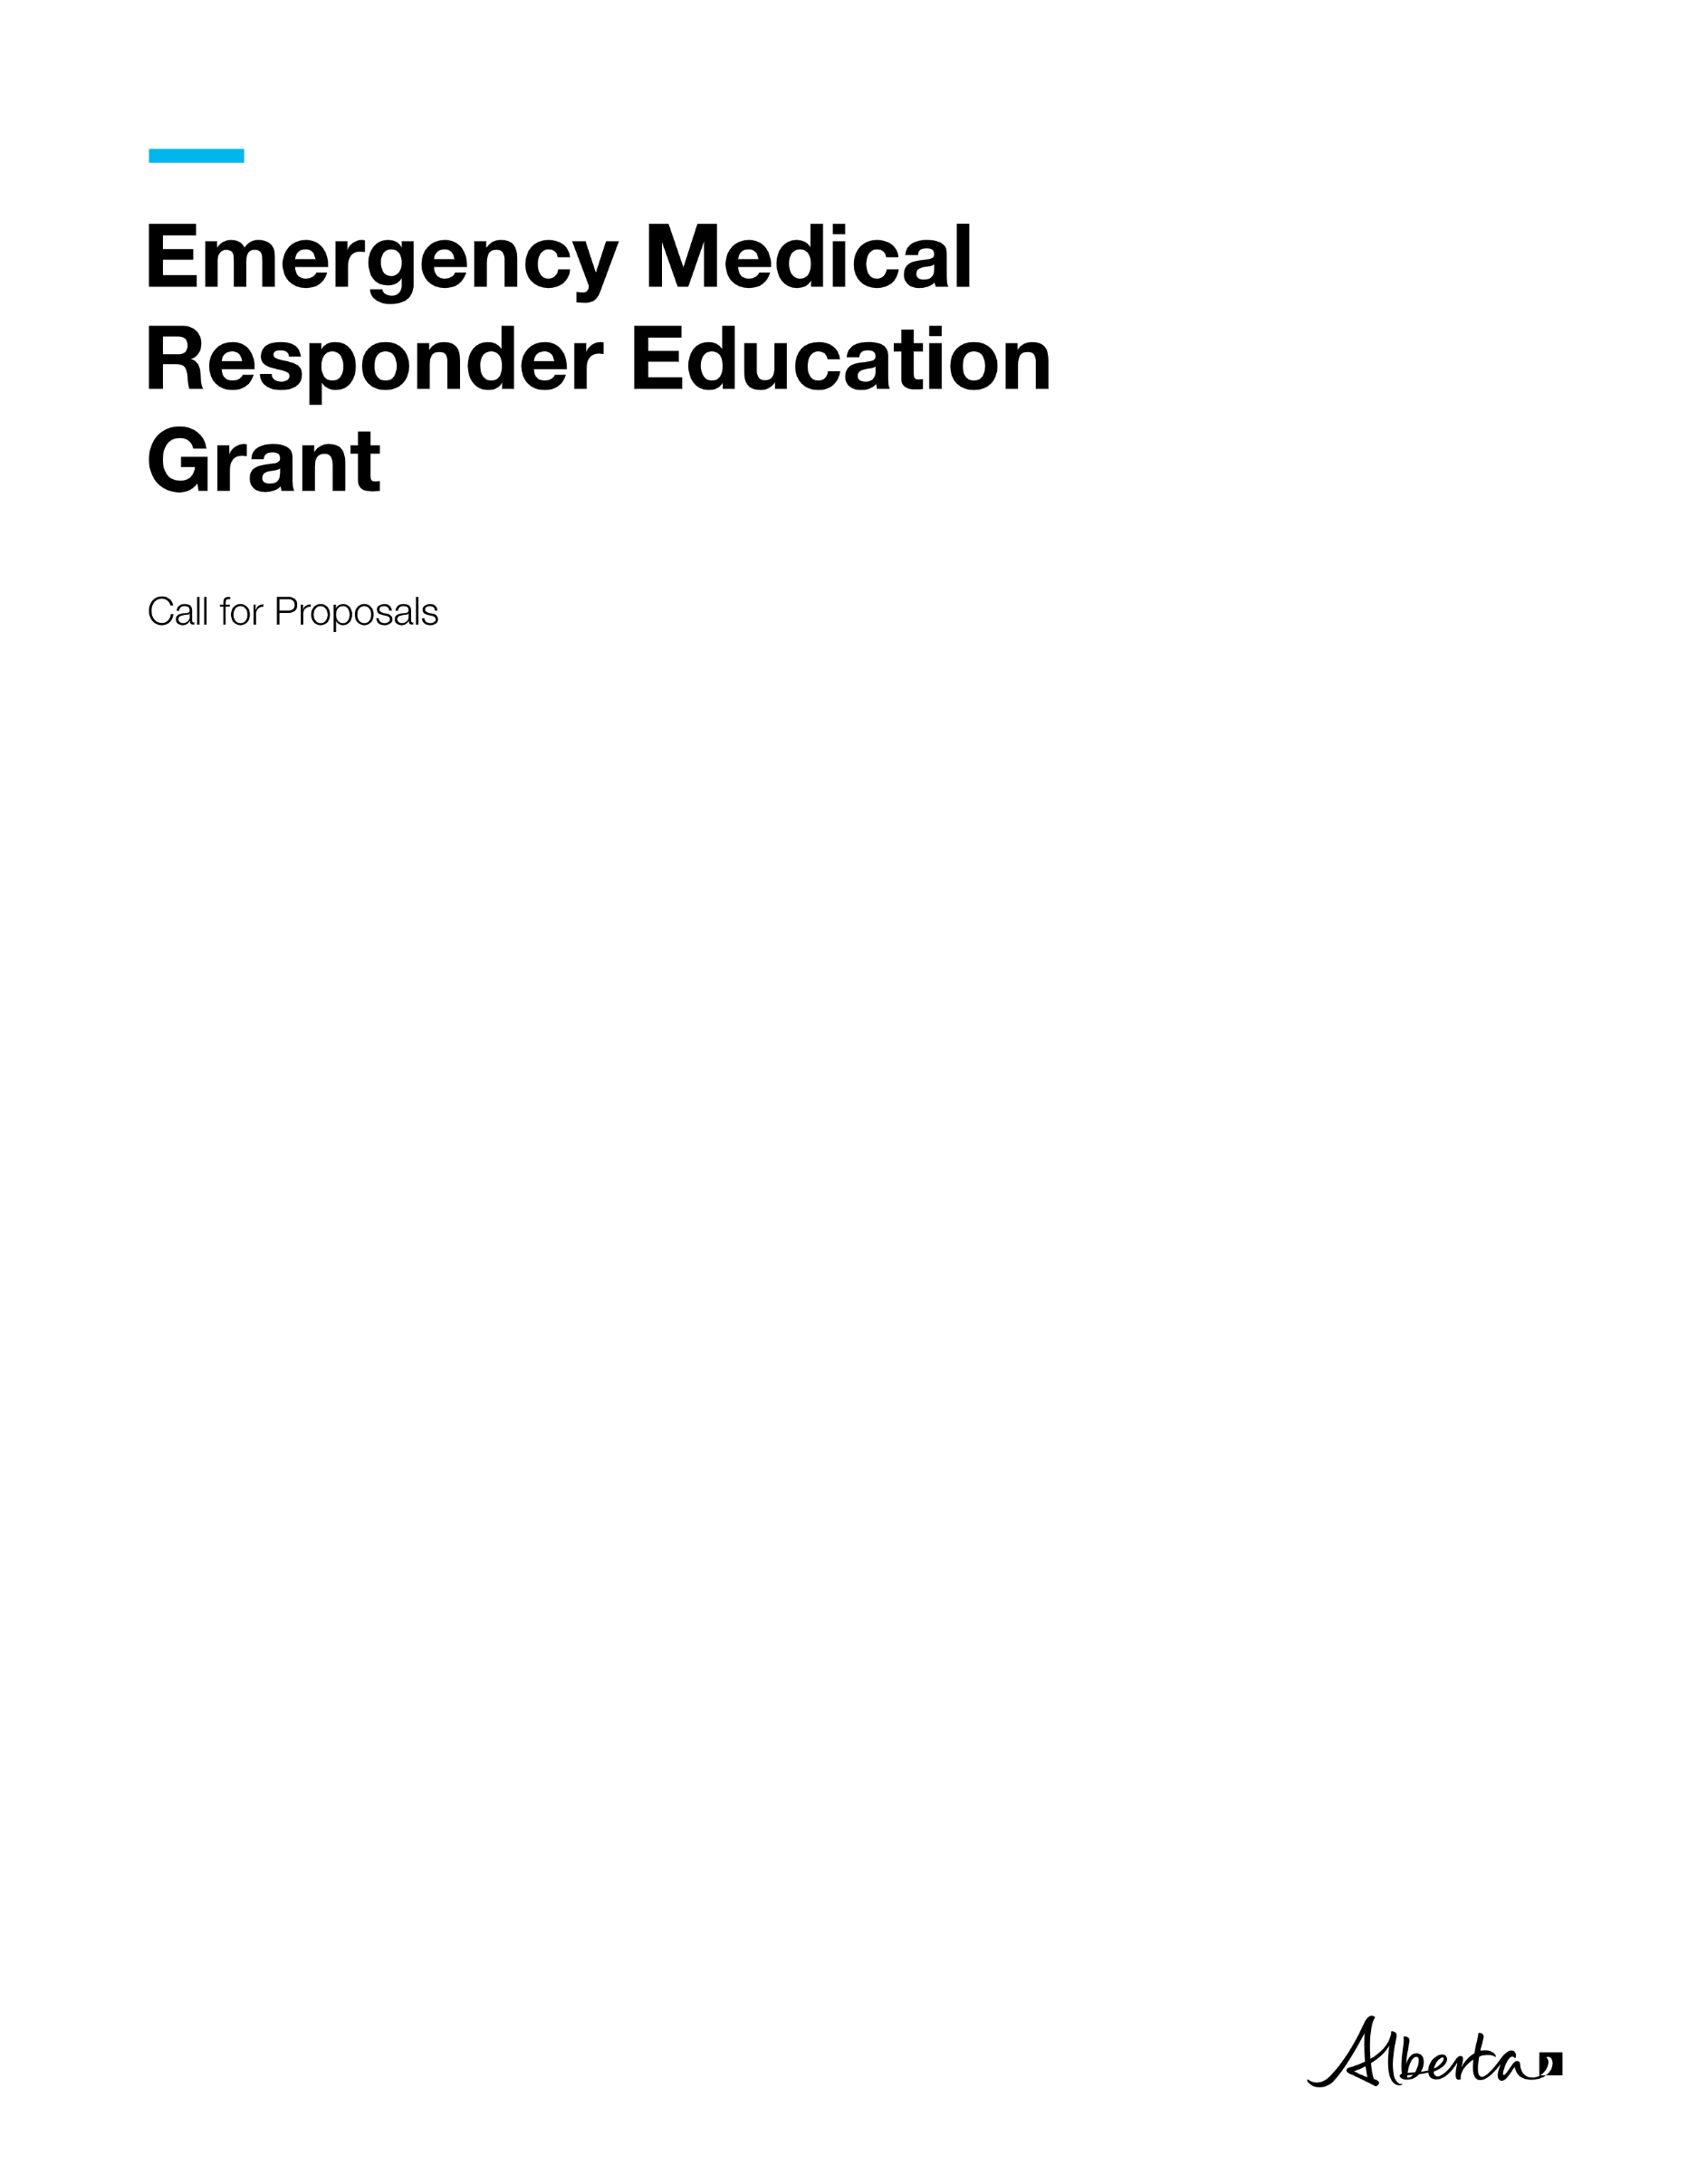 Emergency Medical
Responder Education
Grant
Call for Proposals
Alberta